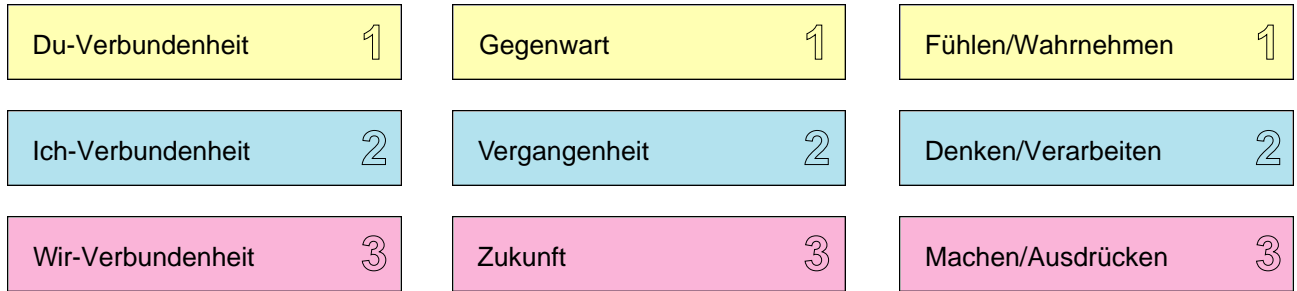 Du-Verbundenheit 1 Gegenwart 1 Fühlen/Wahrnehmen 1
Ich-Verbundenheit 2 Vergangenheit 2 Denken/Verarbeiten 2
Wir-Verbundenheit 3 Zukunft 3 Machen/Ausdrücken 3